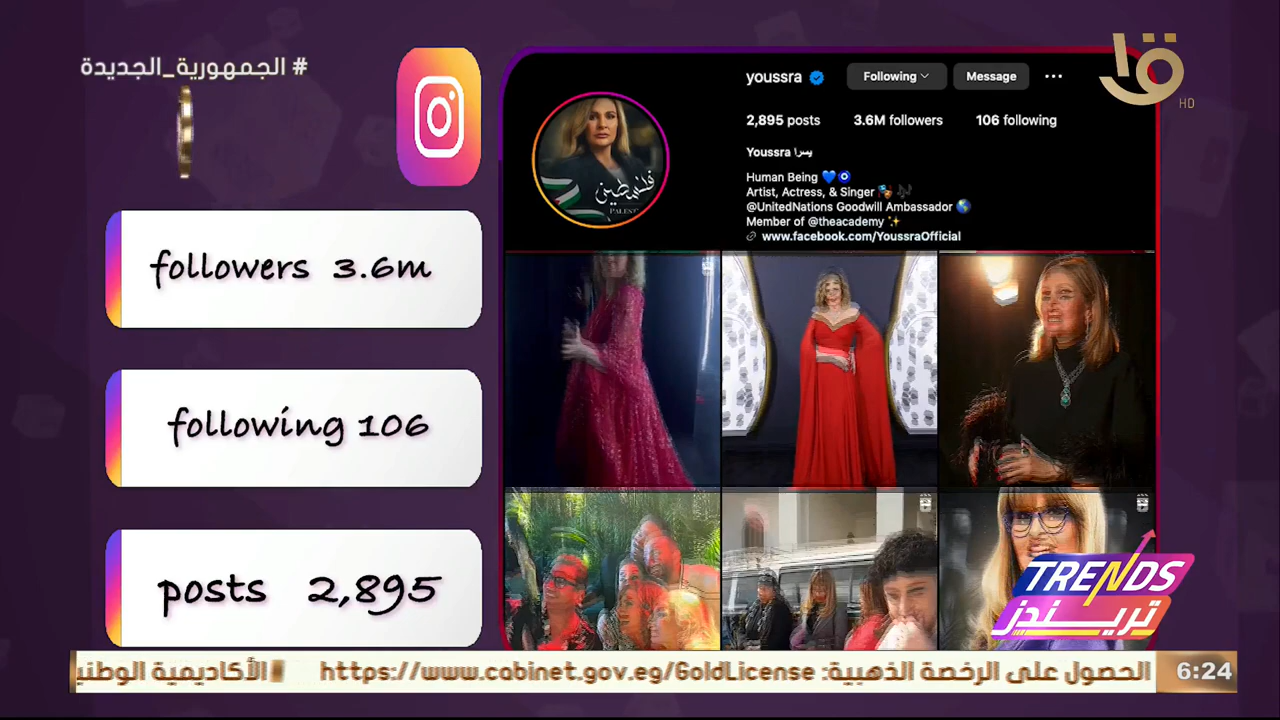 # الجمهورية_الجديدة
HD
youssra
Following
Message
2,895 posts
3.6M followers
106 following
Youssra يسرا
Human Being 💙🧿
Artist, Actress, & Singer 🎭🎶
@UnitedNations Goodwill Ambassador 🌎
Member of @theacademy ✨
www.facebook.com/YoussraOfficial
فلسطين
PALEST
followers 3.6m
following 106
posts 2,895
TRENDS
تريندز
الحصول على الرخصة الذهبية: https://www.cabinet.gov.eg/GoldLicense
الأكاديمية الوطني
6:24